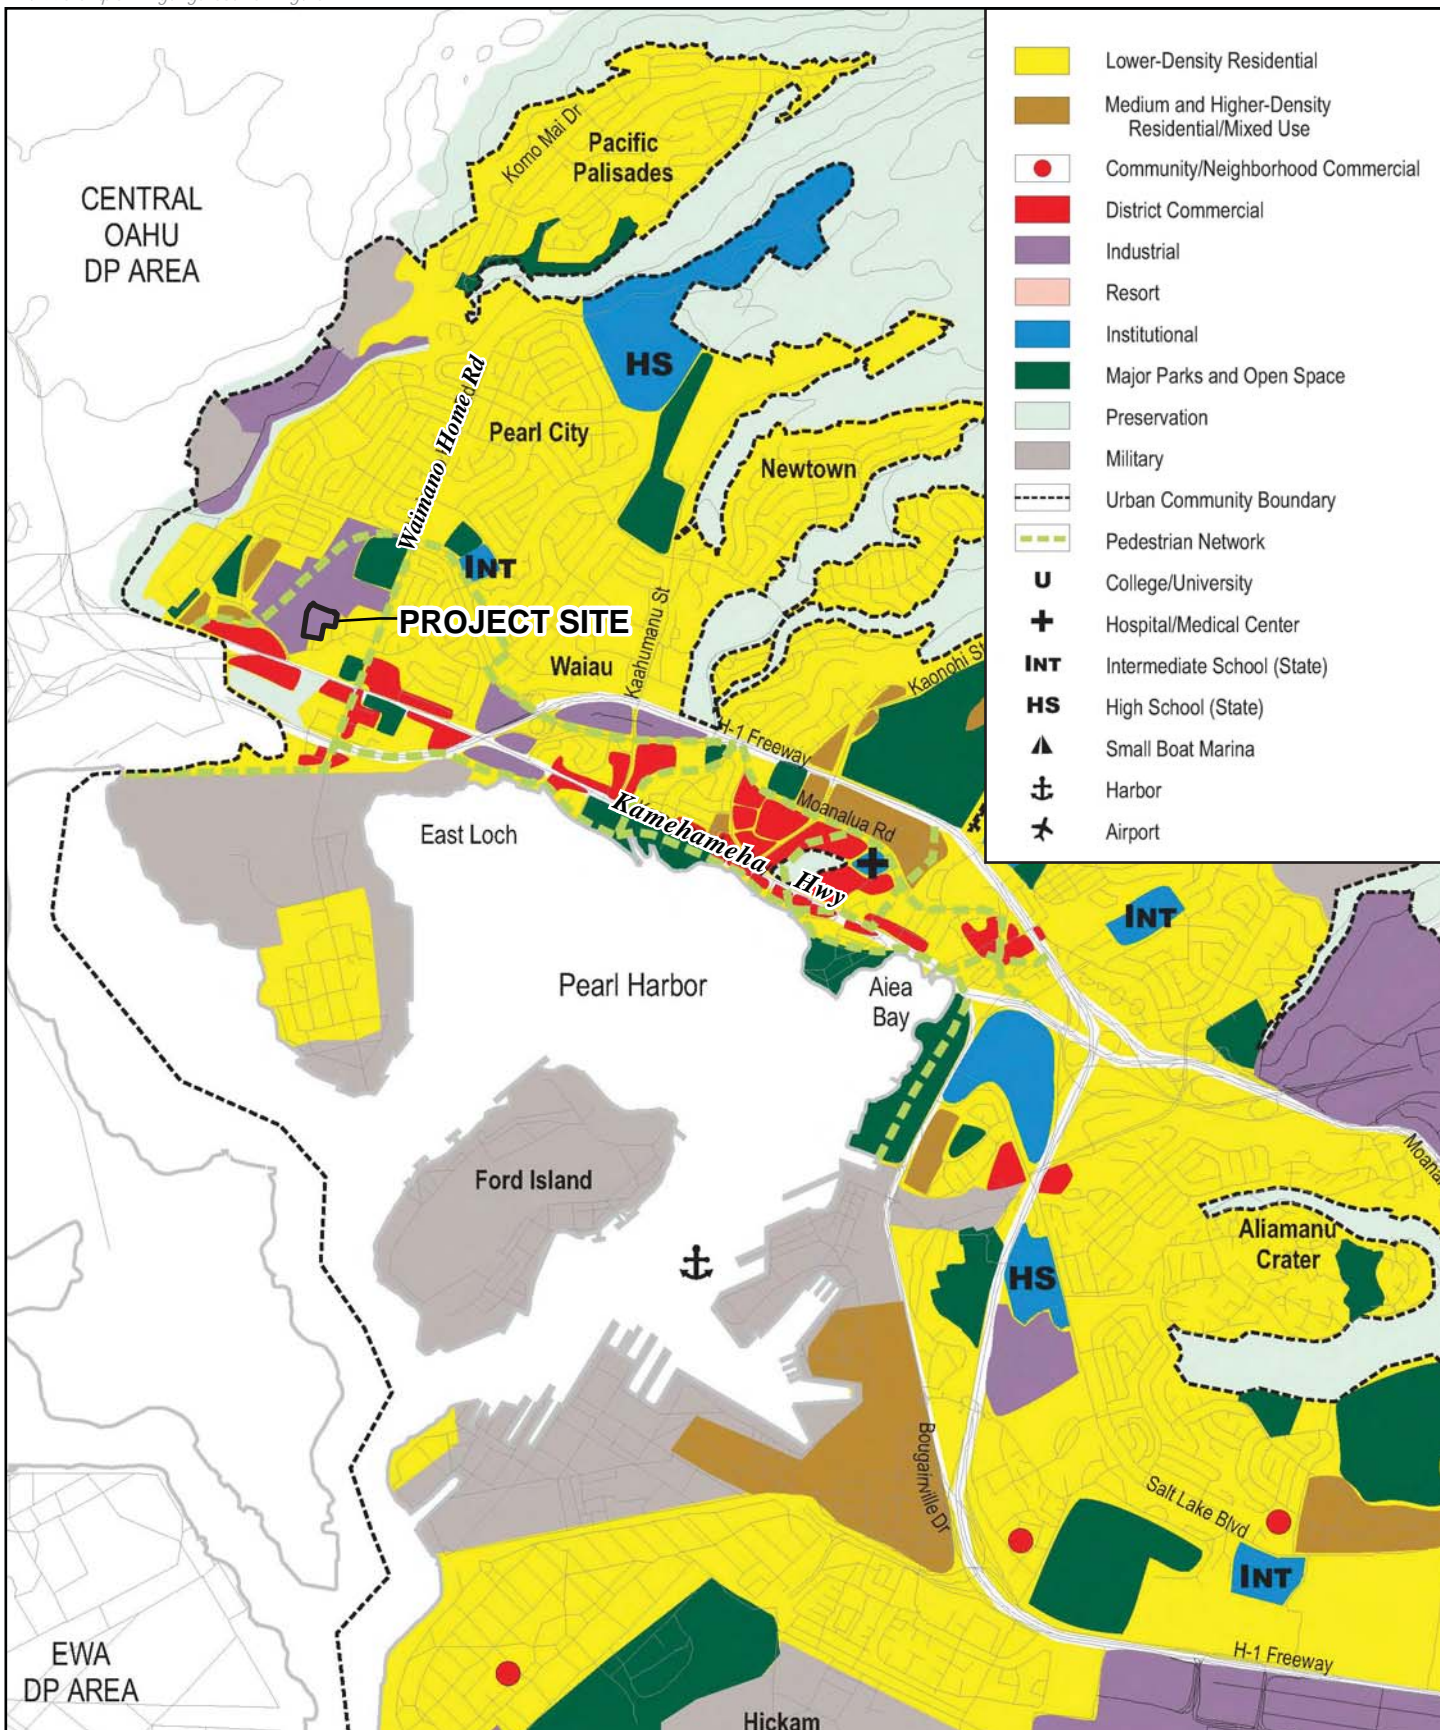 Lower-Density Residential
Medium and Higher-Density
Residential/Mixed Use
Community/Neighborhood Commercial
District Commercial
Industrial
Resort
Institutional
Major Parks and Open Space
Preservation
Military
Urban Community Boundary
Pedestrian Network
U College/University
Hospital/Medical Center
INT Intermediate School (State)
HS High School (State)
Small Boat Marina
Harbor
Airport
CENTRAL
OAHU
DP AREA
Komo Mai Dr
Pacific
Palisades
HS
Waimano Home Rd
Pearl City
Newtown
INT
PROJECT SITE
Waiau
Kaahumanu St
Kaonohi St
H-1 Freeway
Moanalua Rd
Kamehameha
Hwy
East Loch
INT
Pearl Harbor
Aiea
Bay
Ford Island
Aliamanu
Crater
HS
Bougainville Dr
Salt Lake Blvd
INT
H-1 Freeway
EWA
DP AREA
Hickam